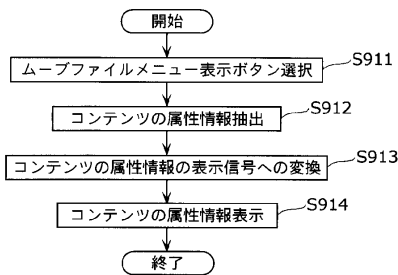 開始
ムーブファイルメニュー表示ボタン選択
S911
コンテンツの属性情報抽出
S912
コンテンツの属性情報の表示信号への変換
S913
コンテンツの属性情報表示
S914
終了